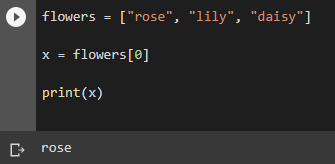 flowers = ["rose", "lily", "daisy"]
x = flowers[0]
print(x)
rose